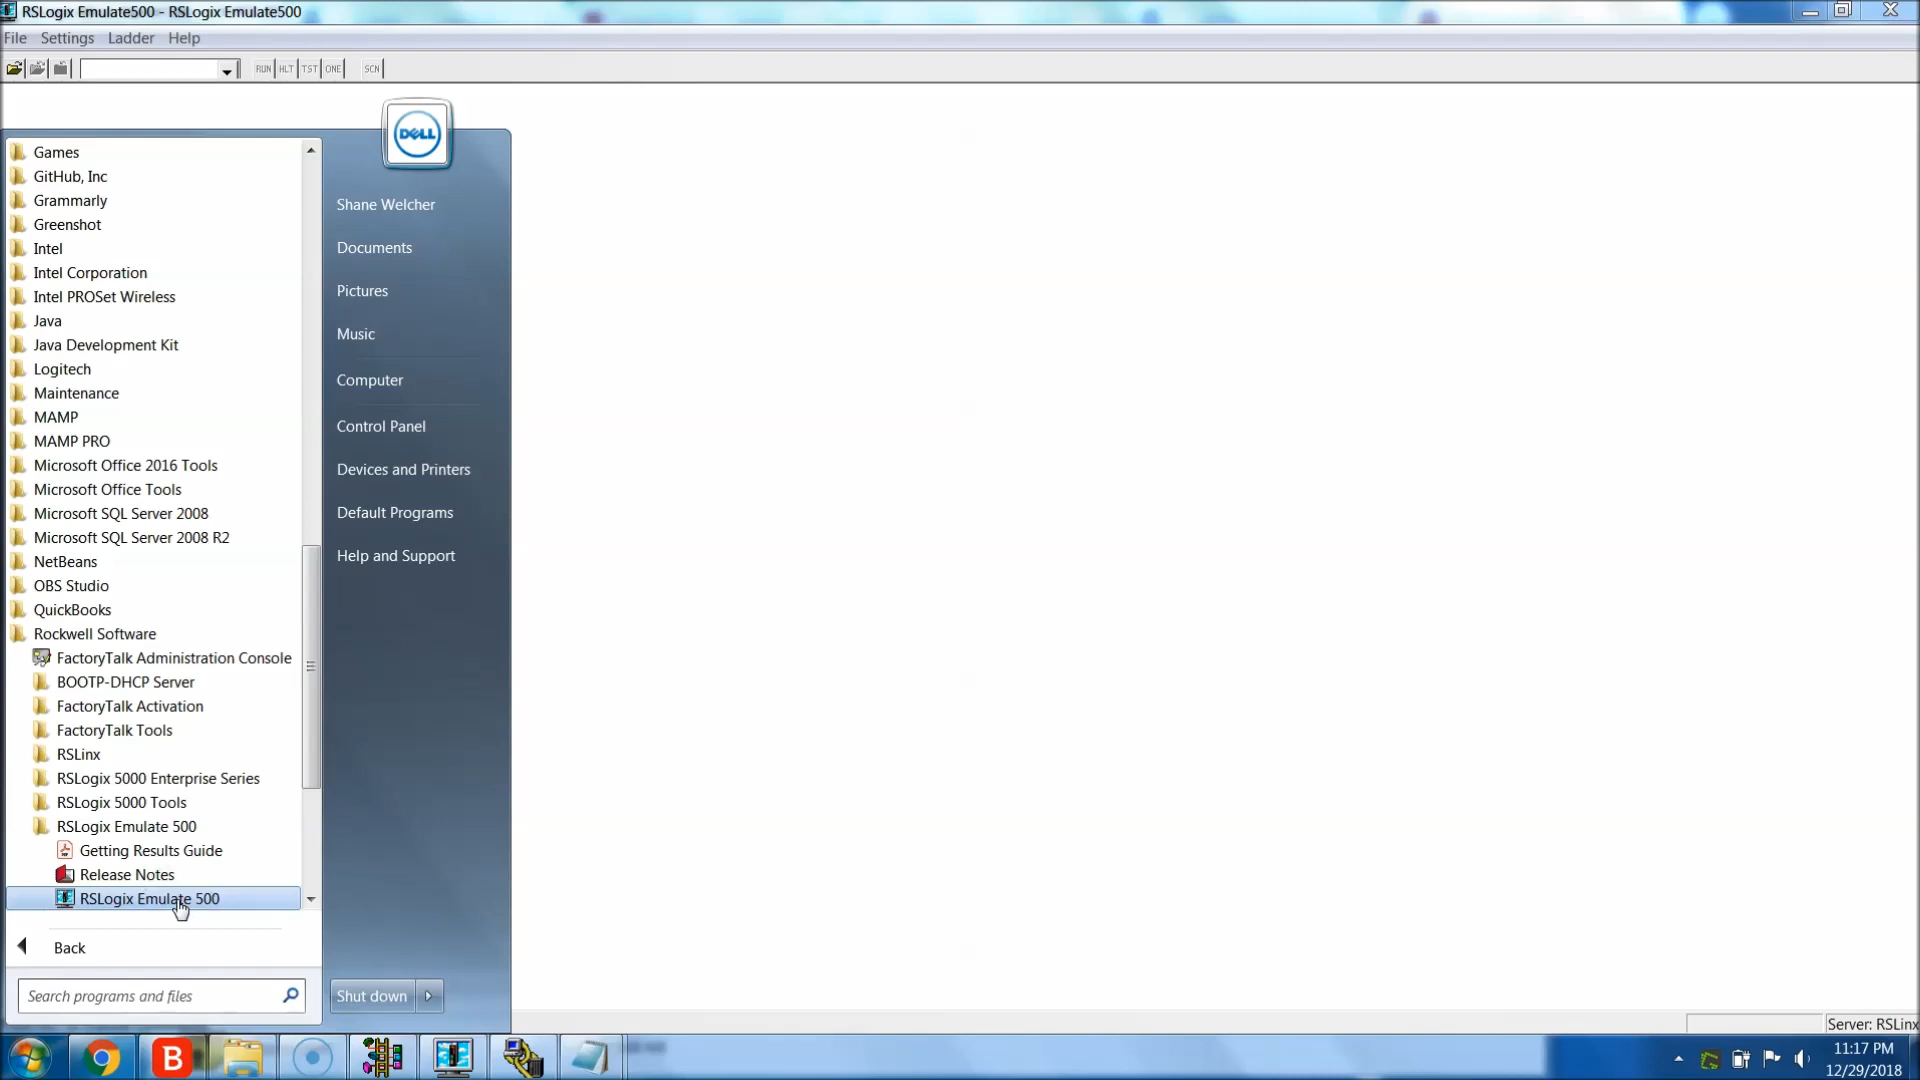 RSLogix Emulate500 - RSLogix Emulate500
File Settings Ladder Help
RUN HLT TST ONE SCN
DELL
Games
GitHub, Inc
Grammarly
Greenshot
Intel
Intel Corporation
Intel PROSet Wireless
Java
Java Development Kit
Logitech
Maintenance
MAMP
MAMP PRO
Microsoft Office 2016 Tools
Microsoft Office Tools
Microsoft SQL Server 2008
Microsoft SQL Server 2008 R2
NetBeans
OBS Studio
QuickBooks
Rockwell Software
FactoryTalk Administration Console
BOOTP-DHCP Server
FactoryTalk Activation
FactoryTalk Tools
RSLinx
RSLogix 5000 Enterprise Series
RSLogix 5000 Tools
RSLogix Emulate 500
Getting Results Guide
Release Notes
RSLogix Emulate 500
Back
Search programs and files
Shane Welcher
Documents
Pictures
Music
Computer
Control Panel
Devices and Printers
Default Programs
Help and Support
Shut down
Server: RSLinx
B
11:17 PM
12/29/2018